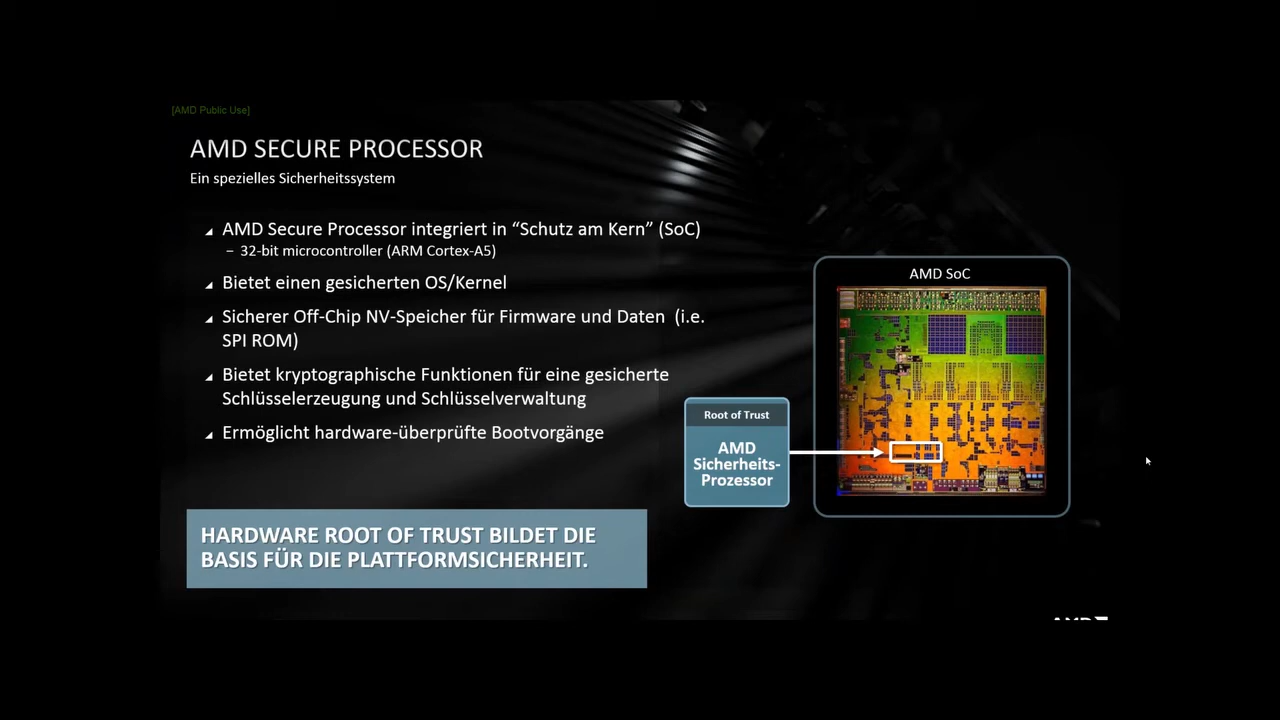 [AMD Public Use]
AMD SECURE PROCESSOR
Ein spezielles Sicherheitssystem
AMD Secure Processor integriert in “Schutz am Kern” (SoC)
– 32-bit microcontroller (ARM Cortex-A5)
Bietet einen gesicherten OS/Kernel
Sicherer Off-Chip NV-Speicher für Firmware und Daten (i.e.
SPI ROM)
Bietet kryptographische Funktionen für eine gesicherte
Schlüsselerzeugung und Schlüsselverwaltung
Ermöglicht hardware-überprüfte Bootvorgänge
HARDWARE ROOT OF TRUST BILDET DIE
BASIS FÜR DIE PLATTFORMSICHERHEIT.
AMD SoC
Root of Trust
AMD
Sicherheits-
Prozessor
AMD